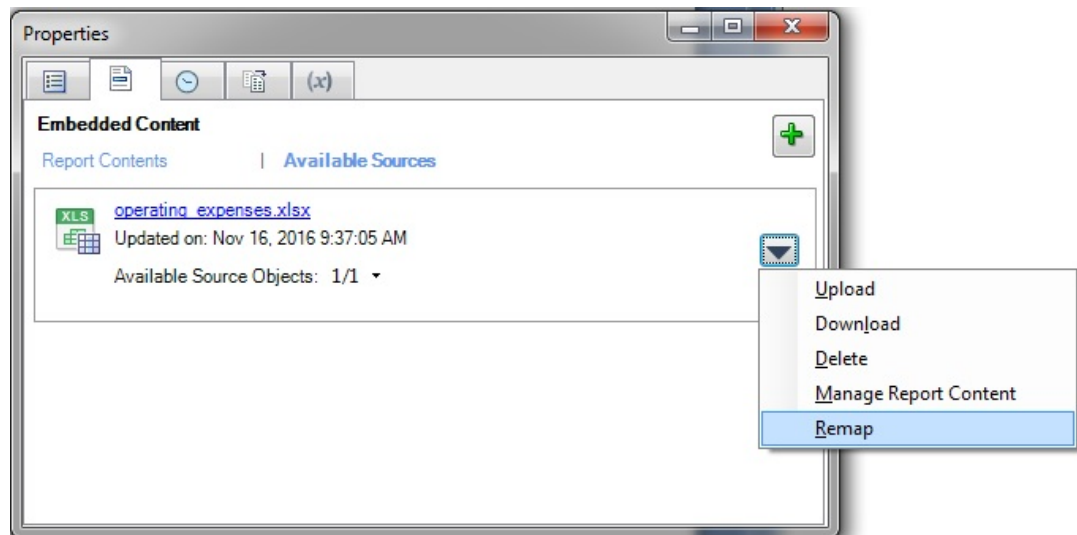 Properties
(x)
Embedded Content
Report Contents | Available Sources
XLS
operating_expenses.xlsx
Updated on: Nov 16, 2016 9:37:05 AM
Available Source Objects: 1/1
Upload
Download
Delete
Manage Report Content
Remap